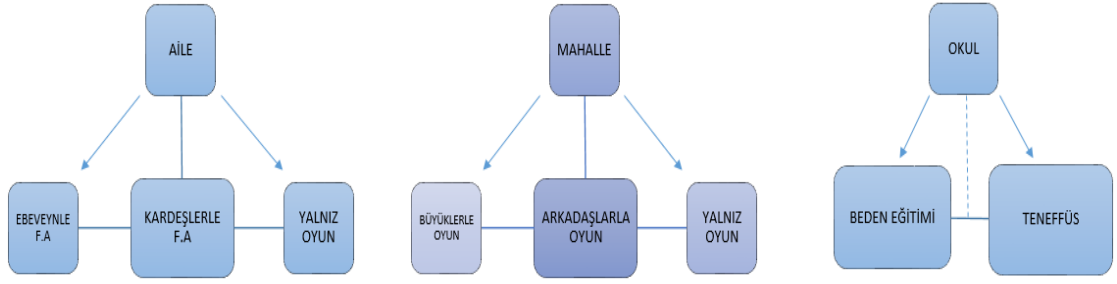 AİLE
EBEVEYNLE
F.A
KARDEŞLERLE
F.A
YALNIZ
OYUN
MAHALLE
BÜYÜKLERLE
OYUN
ARKADAŞLARLA
OYUN
YALNIZ
OYUN
OKUL
BEDEN EĞİTİMİ
TENEFFÜS